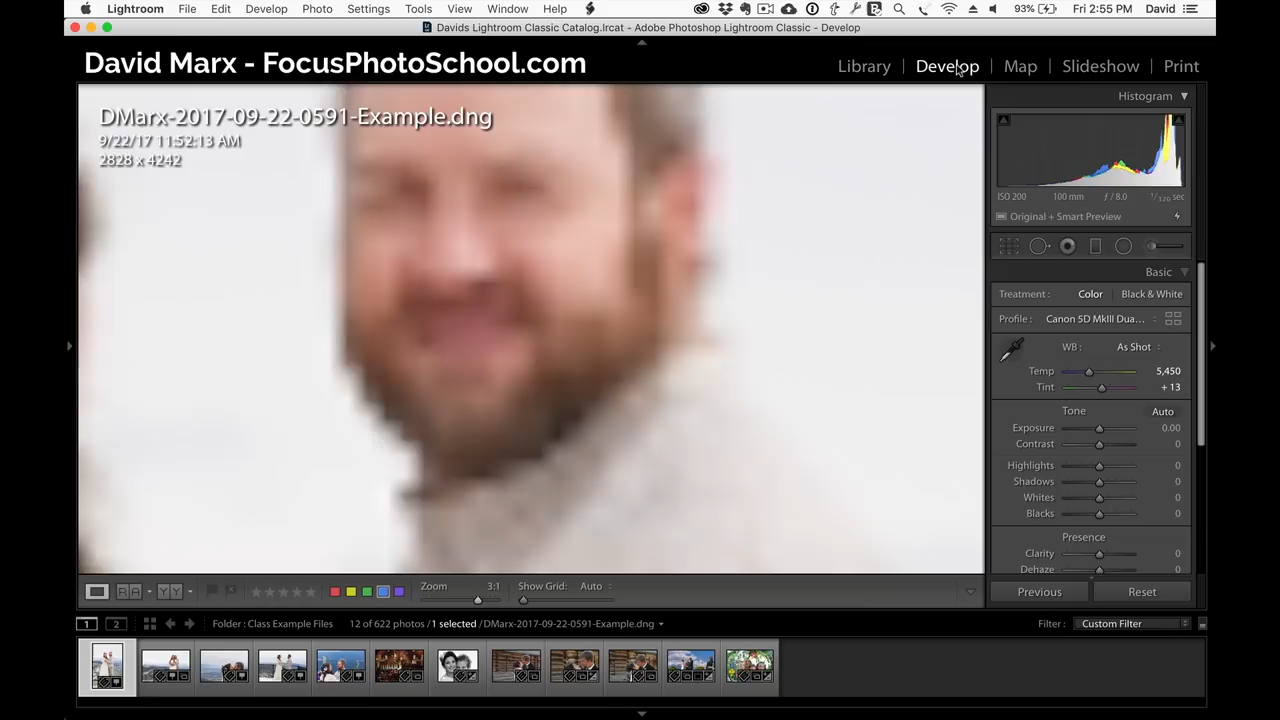 Lightroom File Edit Develop Photo Settings Tools View Window Help 93% Fri 2:55 PM David
Davids Lightroom Classic Catalog.lrcat - Adobe Photoshop Lightroom Classic - Develop
David Marx - FocusPhotoSchool.com
Library | Develop | Map | Slideshow | Print
DMarx-2017-09-22-0591-Example.dng
9/22/17 11:52:13 AM
2828 x 4242
Histogram
ISO 200 100 mm ƒ / 8.0 1/120 sec
Original + Smart Preview
Basic
Treatment : Color | Black & White
Profile : Canon 5D MkIII Dua...
WB : As Shot
Temp 5,450
Tint + 13
Tone Auto
Exposure 0.00
Contrast 0
Highlights 0
Shadows 0
Whites 0
Blacks 0
Presence
Clarity 0
Dehaze 0
Previous Reset
Zoom 3:1 Show Grid: Auto
1 2 Folder : Class Example Files 12 of 622 photos / 1 selected / DMarx-2017-09-22-0591-Example.dng
Filter : Custom Filter